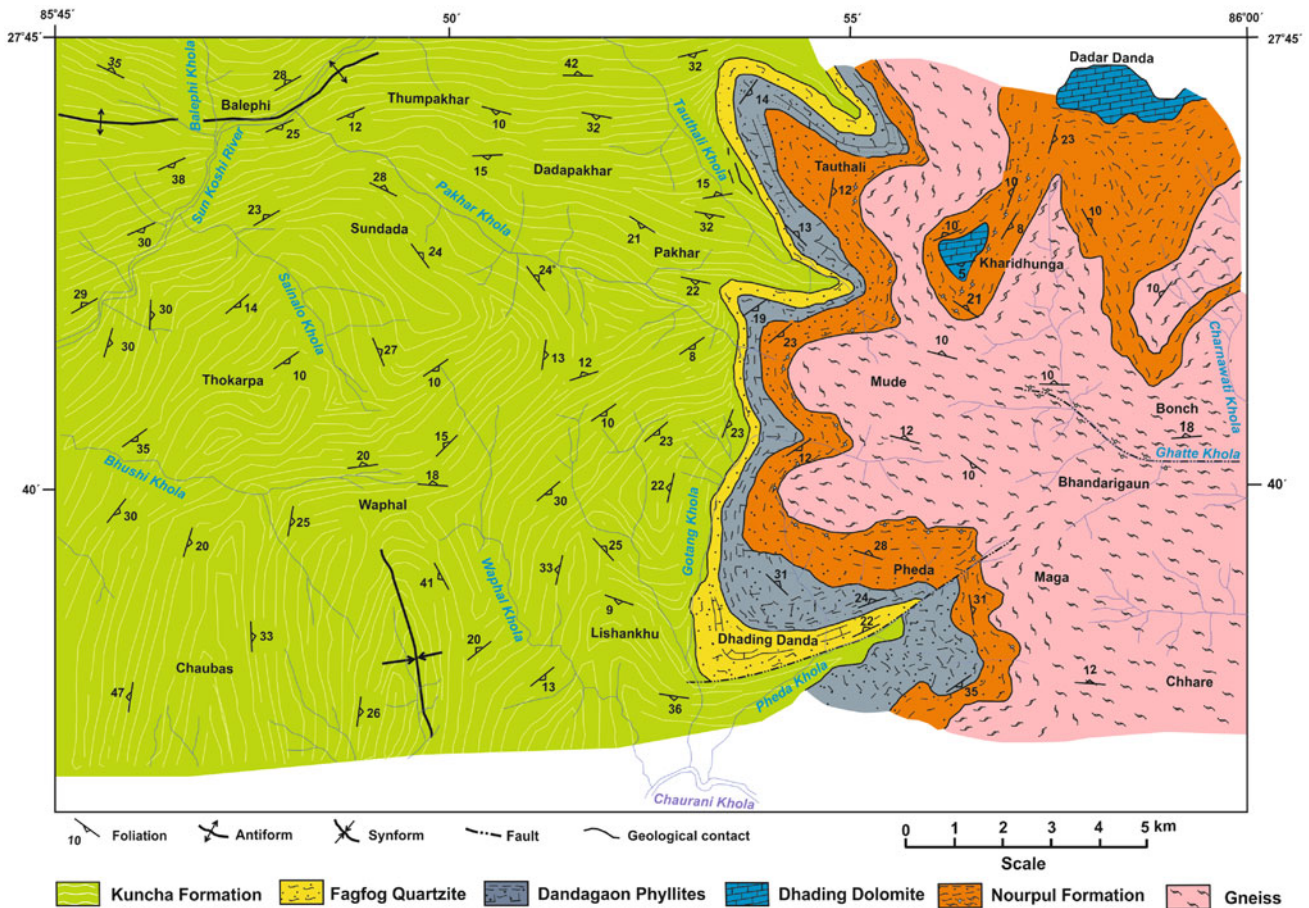 85°45´ 50´ 55´ 86°00´
27°45´ 27°45´
Dadar Danda
35 28 42 32
Balephi Khola
Balephi
Thumpakhar
Tauthali Khola
14
25 12 10 32
23
Tauthali
Dadapakhar
38 15 15 12 10
Sun Koshi River
28
Pakhar Khola
23
Sundada
32 13 10 8 10
30
24 21
Pakhar
Kharidhunga
24°
22 5
29 14 21 10
30
Sainalo Khola
19
Charnawati Khola
30 27 13 12 8 23 10
Thokarpa
10 10
Mude
10
Bonch
10 18
35 15 23 23 12 12
Ghatte Khola
Bhushi Khola
20 18 10
40´ 40´
22
Bhandarigaun
Waphal
30
30 25
Gotang Khola
20 25 28
Waphal Khola
41 33 31
Pheda
Maga
24 31
9
22
33 20
Lishankhu
Dhading Danda
Chaubas
Pheda Khola
13 12
Chhare
47 26 36 35
Chaurani Khola
10 Foliation Antiform Synform Fault Geological contact
0 1 2 3 4 5 km
Scale
Kuncha Formation Fagfog Quartzite Dandagaon Phyllites Dhading Dolomite Nourpul Formation Gneiss